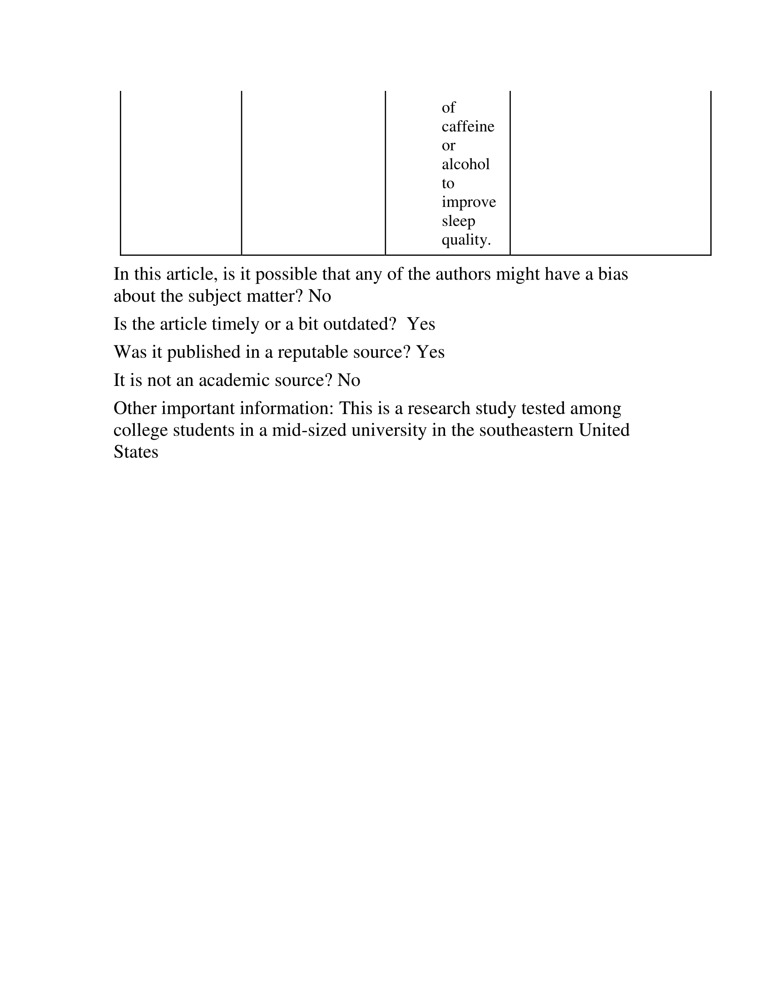 of
caffeine
or
alcohol
to
improve
sleep
quality.
In this article, is it possible that any of the authors might have a bias
about the subject matter? No
Is the article timely or a bit outdated?  Yes
Was it published in a reputable source? Yes
It is not an academic source? No
Other important information: This is a research study tested among
college students in a mid-sized university in the southeastern United
States